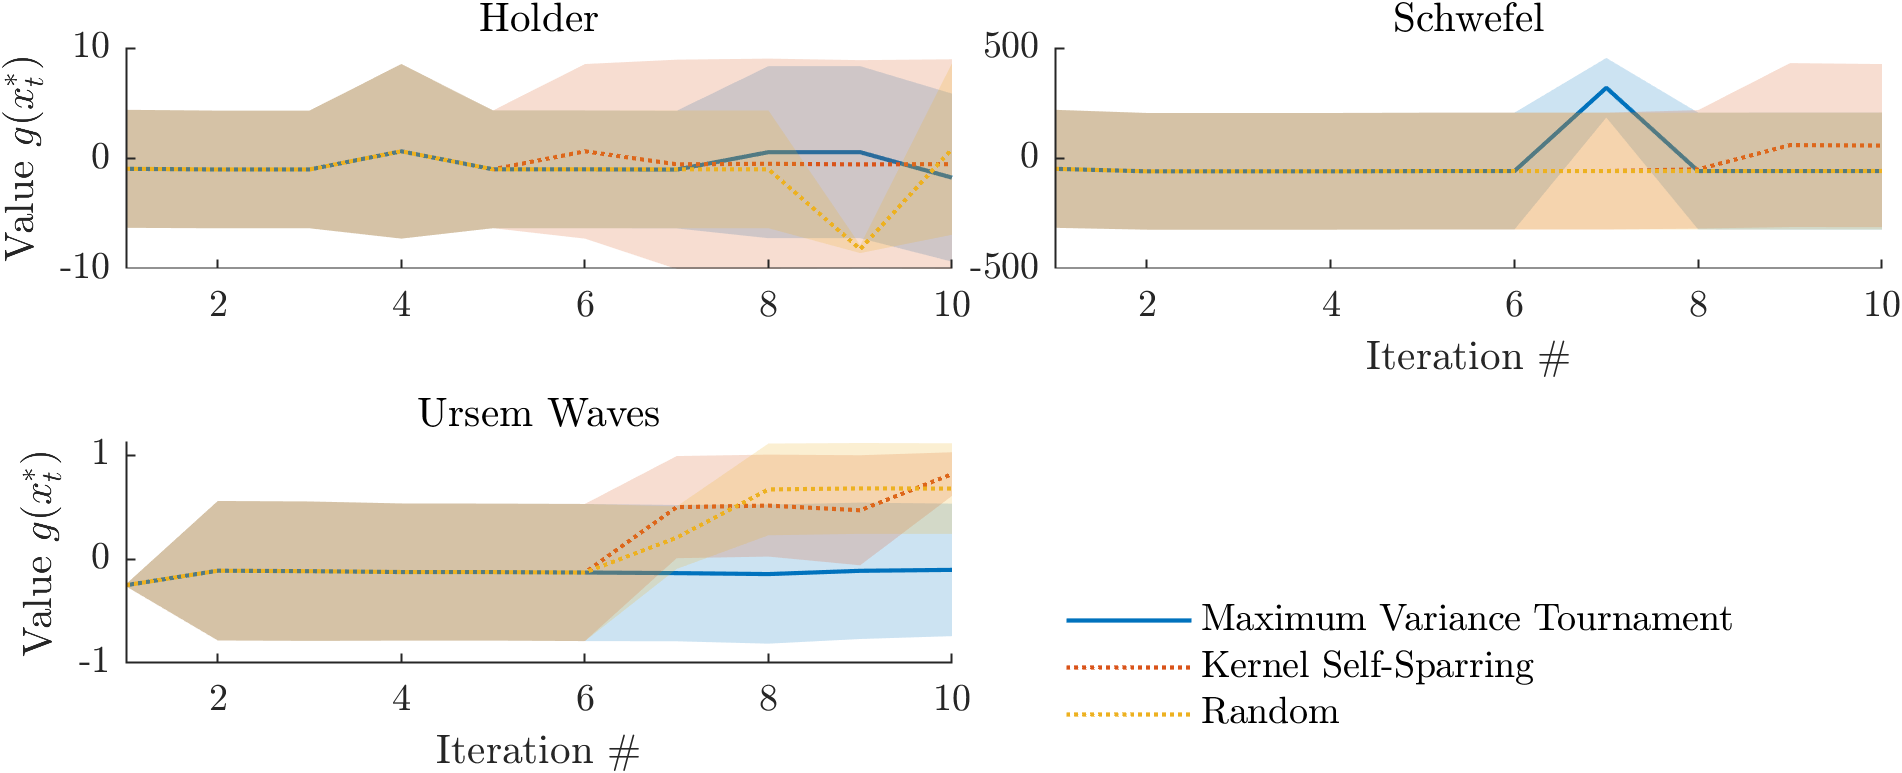 Holder
Value g(x_t^*)
10
0
-10
2 4 6 8 10
Schwefel
500
0
-500
2 4 6 8 10
Iteration #
Ursem Waves
Value g(x_t^*)
1
0
-1
2 4 6 8 10
Iteration #
Maximum Variance Tournament
Kernel Self-Sparring
Random